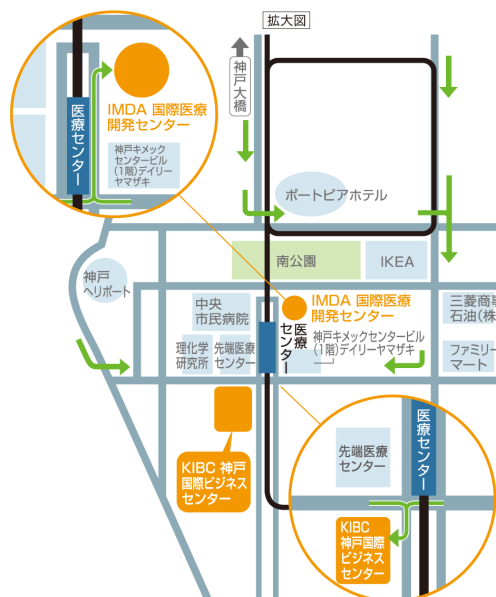 拡大図
神戸大橋
医療センター
IMDA 国際医療
開発センター
神戸キメック
センタービル
(1階)デイリー
ヤマザキ
ポートピアホテル
南公園
IKEA
神戸
ヘリポート
中央
市民病院
IMDA 国際医療
開発センター
三菱商事
石油(株
理化学
研究所
先端医療
センター
医療
センター
神戸キメックセンタービル
(1階)デイリーヤマザキ
ファミリー
マート
KIBC 神戸
国際ビジネス
センター
医療センター
先端医療
センター
KIBC
神戸国際
ビジネス
センター